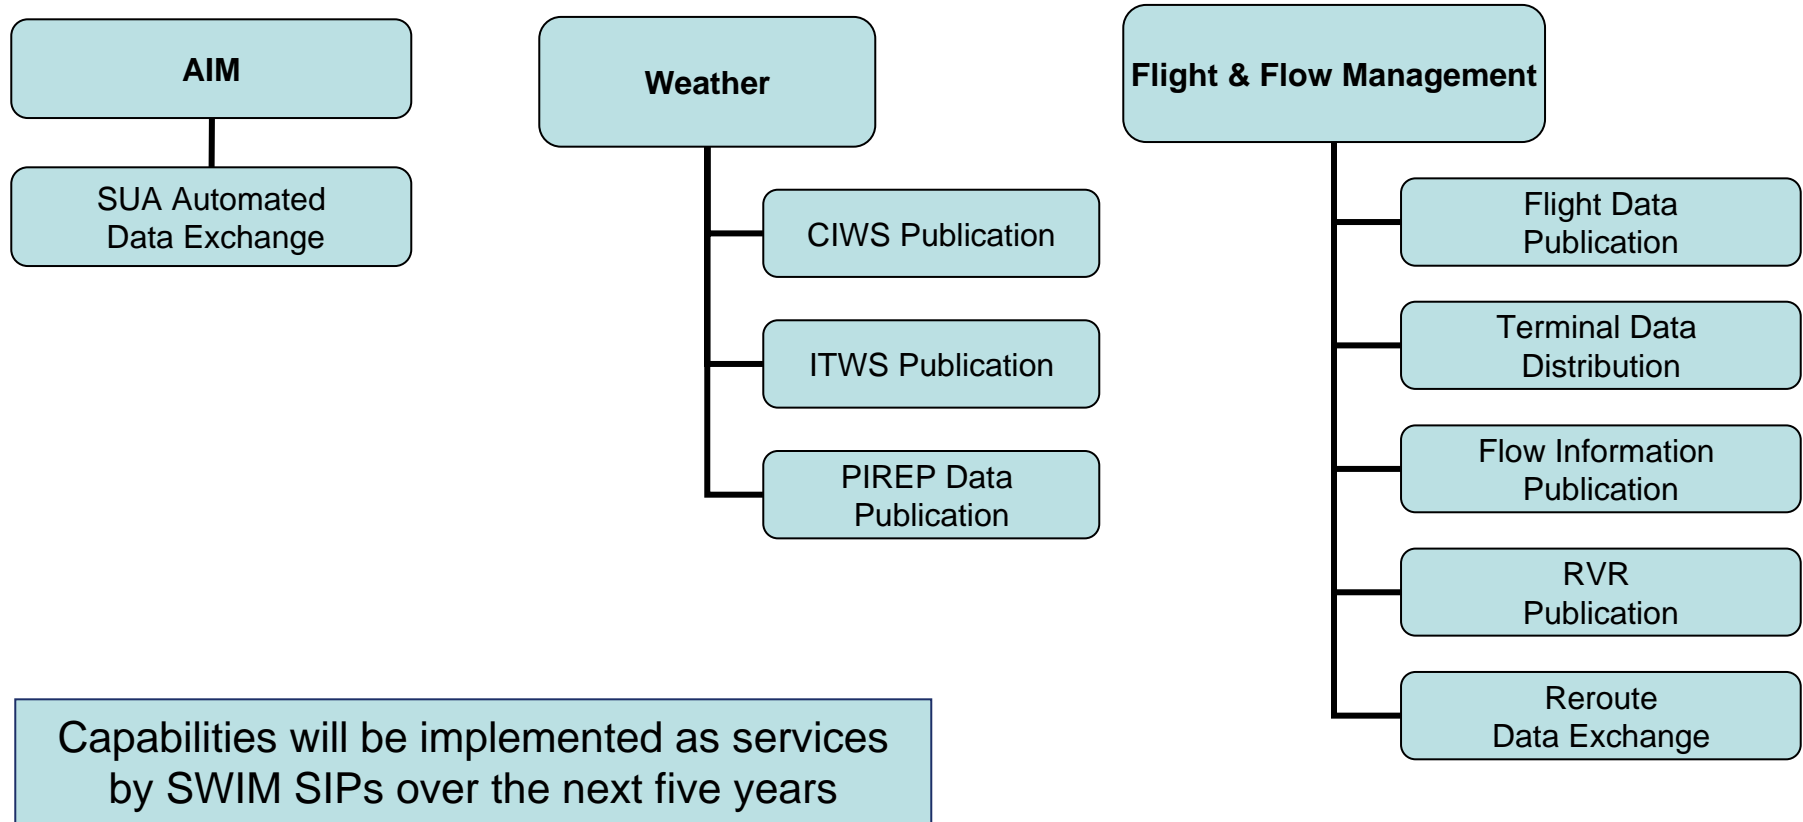 AIM
SUA Automated
Data Exchange
Weather
CIWS Publication
ITWS Publication
PIREP Data
Publication
Flight & Flow Management
Flight Data
Publication
Terminal Data
Distribution
Flow Information
Publication
RVR
Publication
Reroute
Data Exchange
Capabilities will be implemented as services
by SWIM SIPs over the next five years